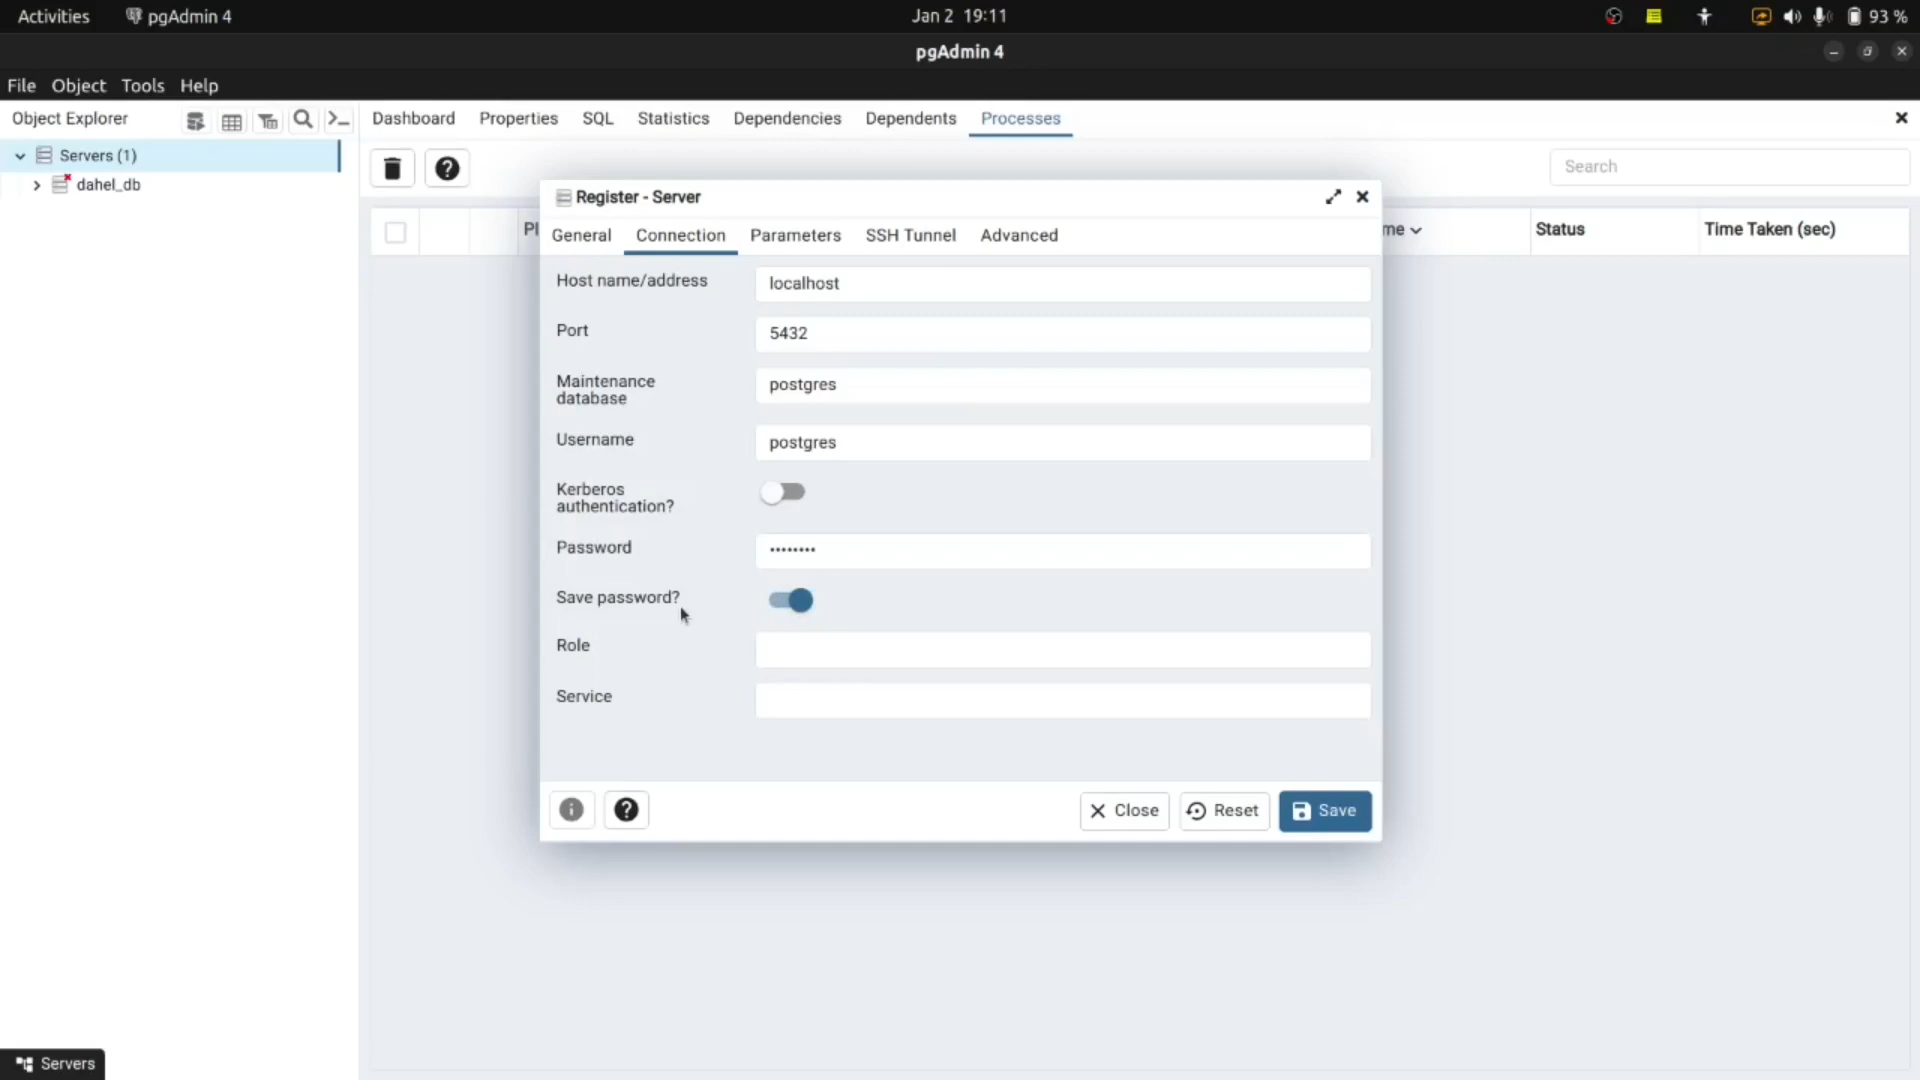 Activities pgAdmin 4 Jan 2 19:11 93 %
pgAdmin 4
File Object Tools Help
Object Explorer Dashboard Properties SQL Statistics Dependencies Dependents Processes
Servers (1)
dahel_db
Search
Register - Server
Pl me Status Time Taken (sec)
General Connection Parameters SSH Tunnel Advanced
Host name/address localhost
Port 5432
Maintenance
database
postgres
Username postgres
Kerberos
authentication?
Password ••••••••
Save password?
Role
Service
Close Reset Save
Servers